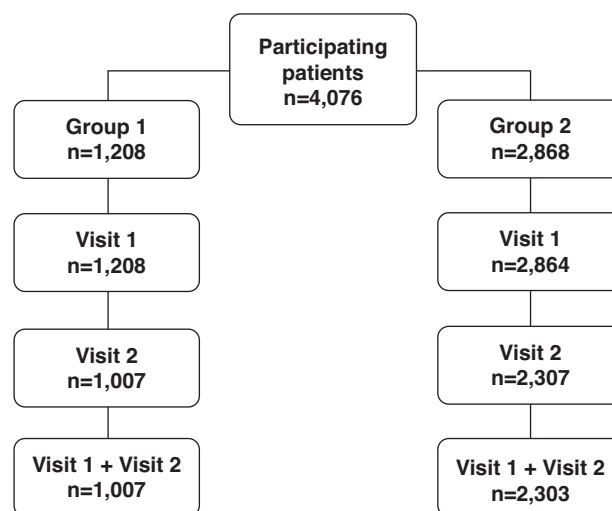 Participating
patients
n=4,076
Group 1
n=1,208
Group 2
n=2,868
Visit 1
n=1,208
Visit 1
n=2,864
Visit 2
n=1,007
Visit 2
n=2,307
Visit 1 + Visit 2
n=1,007
Visit 1 + Visit 2
n=2,303